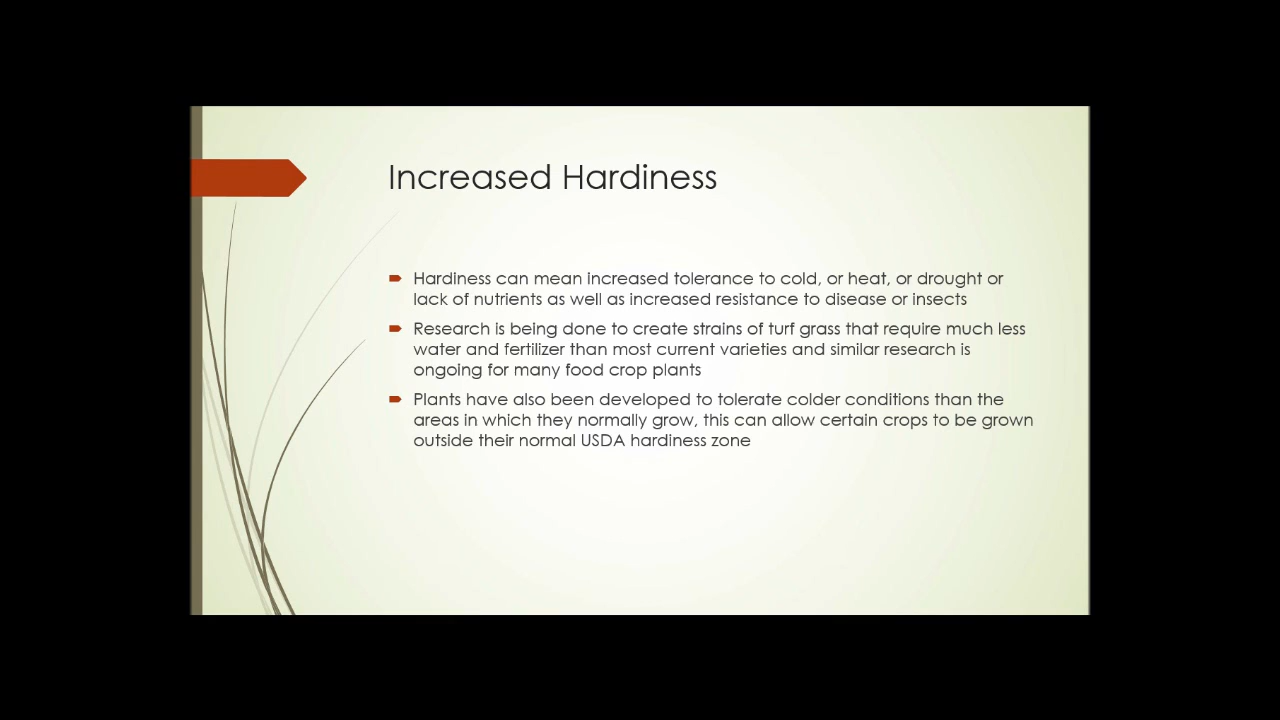 Increased Hardiness
Hardiness can mean increased tolerance to cold, or heat, or drought or
lack of nutrients as well as increased resistance to disease or insects
Research is being done to create strains of turf grass that require much less
water and fertilizer than most current varieties and similar research is
ongoing for many food crop plants
Plants have also been developed to tolerate colder conditions than the
areas in which they normally grow, this can allow certain crops to be grown
outside their normal USDA hardiness zone